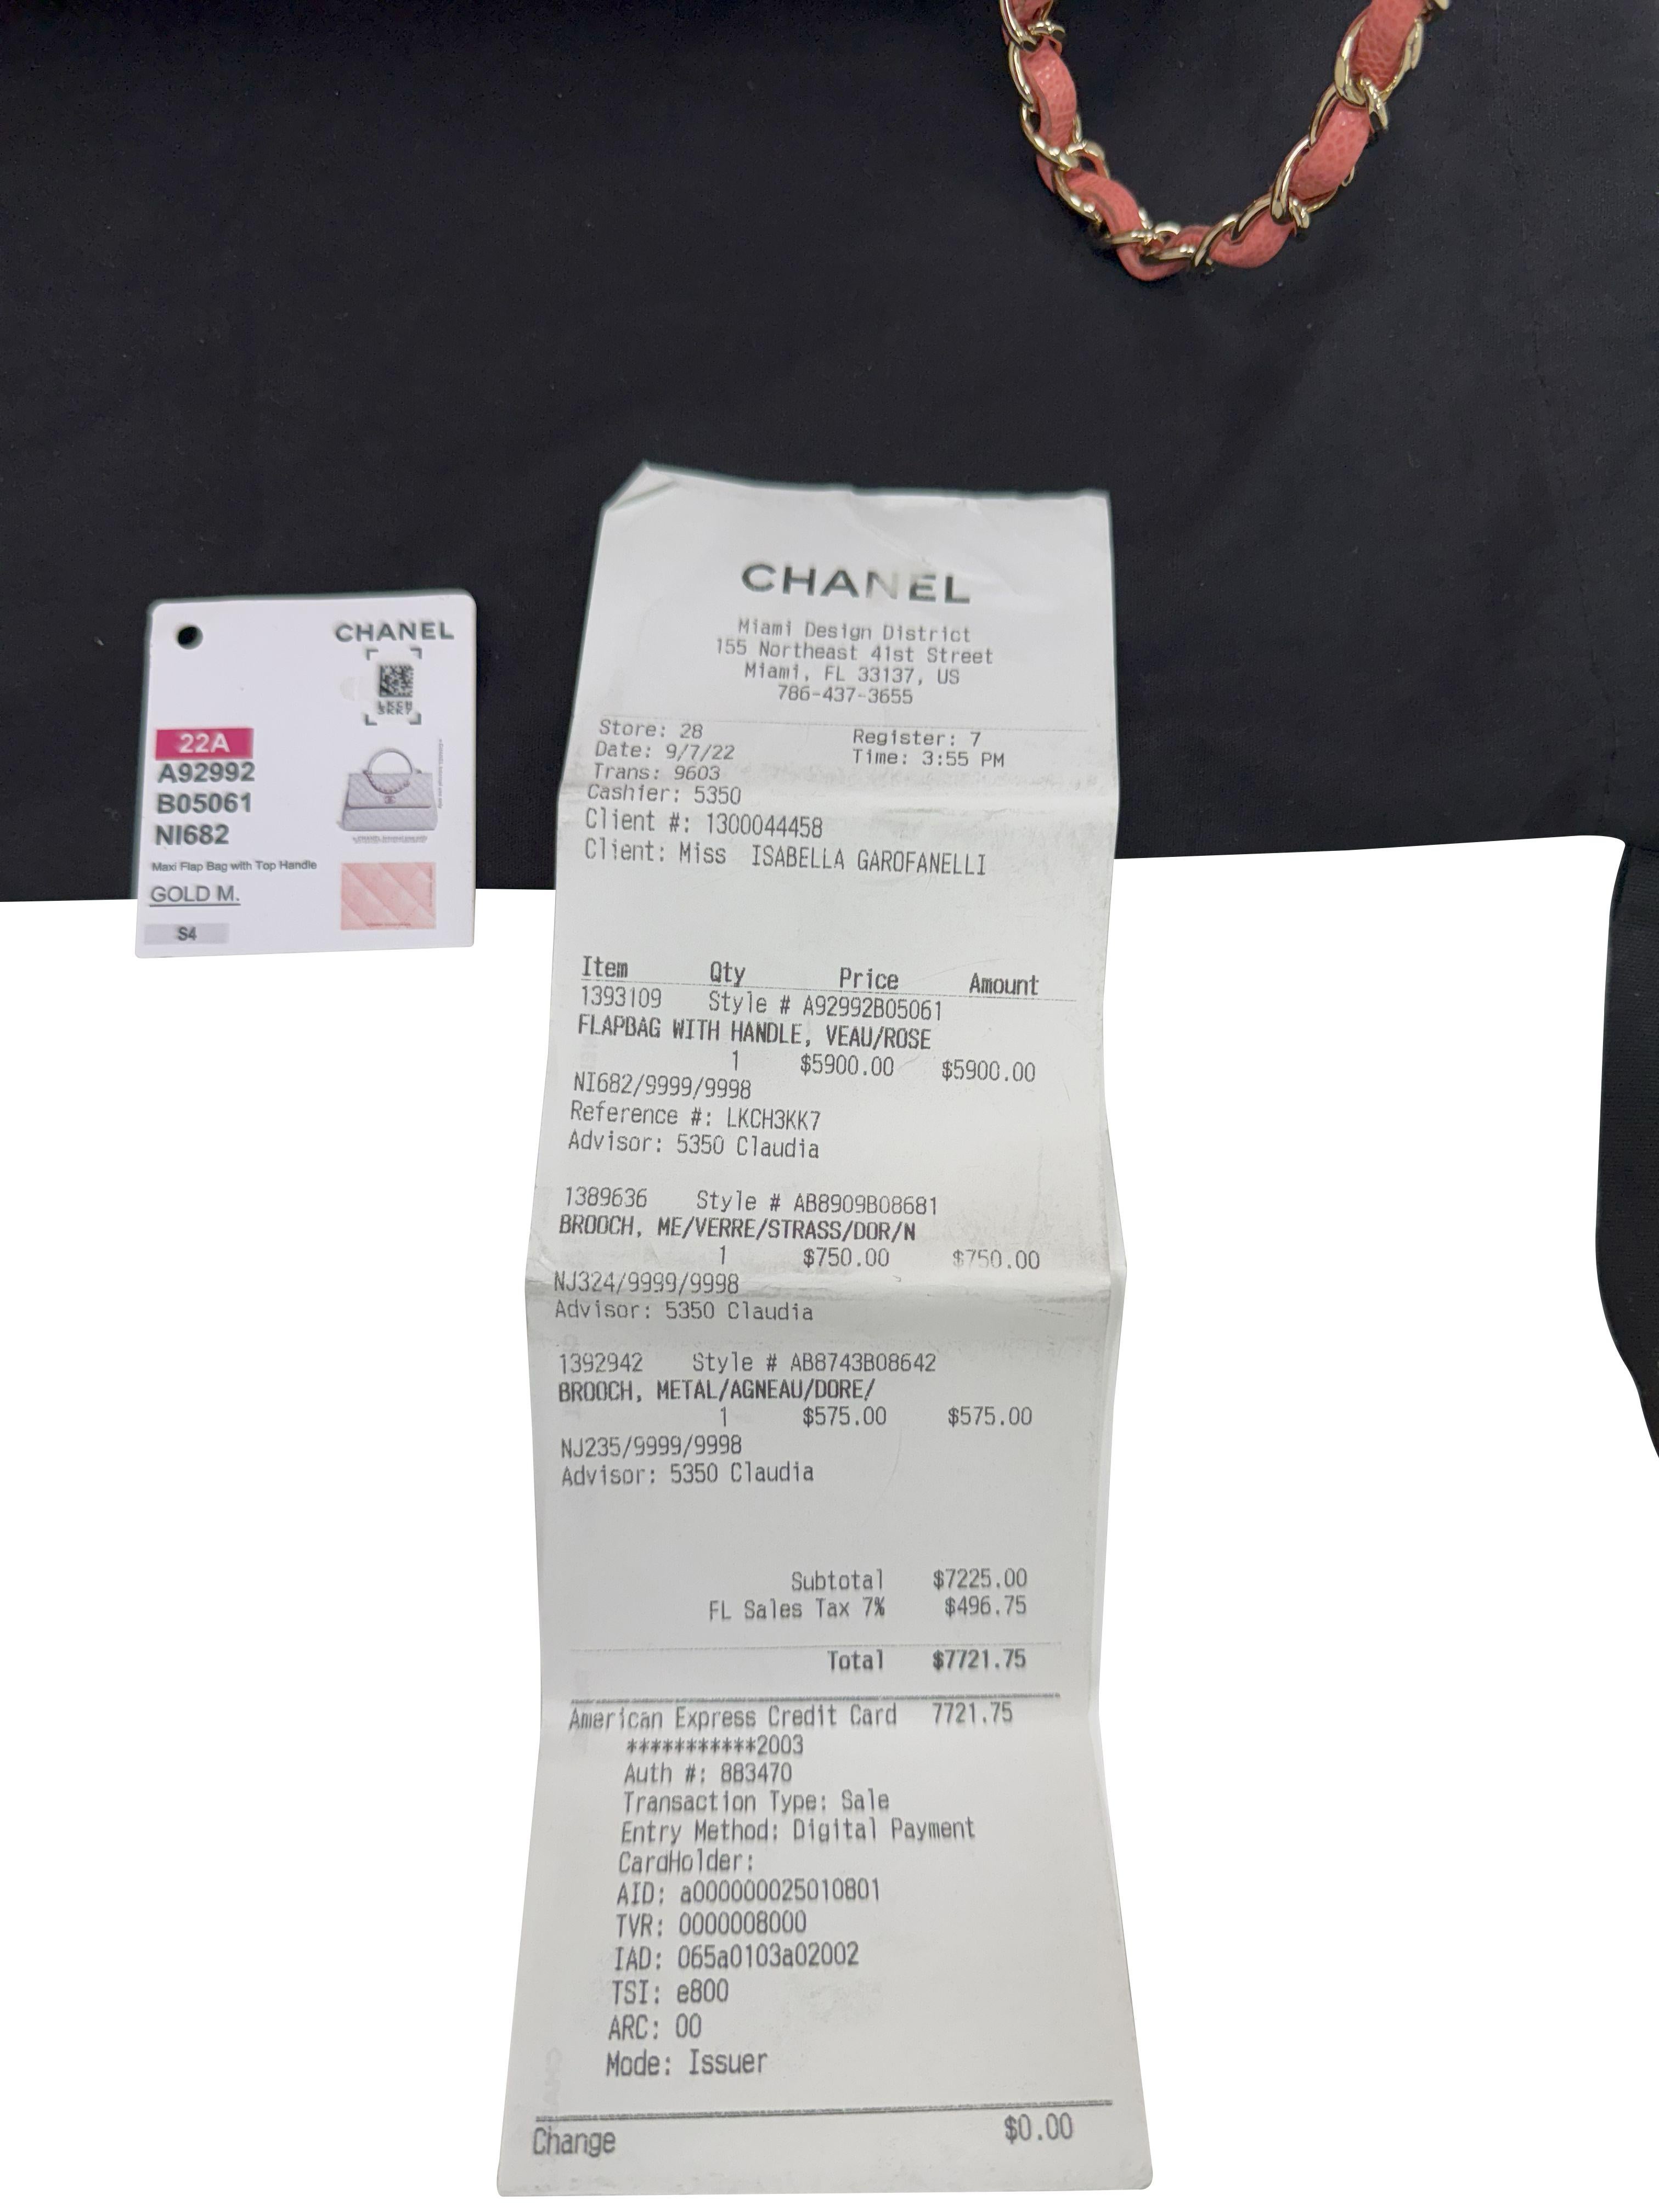 CHANEL
22A
A92992
B05061
NI682
Maxi Flap Bag with Top Handle
GOLD M.
S4
CHANEL
Miami Design District
155 Northeast 41st Street
Miami, FL 33137, US
786-437-3655
Store: 28 Register: 7
Date: 9/7/22 Time: 3:55 PM
Trans: 9603
Cashier: 5350
Client #: 1300044458
Client: Miss ISABELLA GAROFANELLI
Item Qty Price Amount
1393109 Style # A92992B05061
FLAPBAG WITH HANDLE, VEAU/ROSE
1 $5900.00 $5900.00
NI682/9999/9998
Reference #: LKCH3KK7
Advisor: 5350 Claudia
1389636 Style # AB8909B08681
BROOCH, ME/VERRE/STRASS/DOR/N
1 $750.00 $750.00
NJ324/9999/9998
Advisor: 5350 Claudia
1392942 Style # AB8743B08642
BROOCH, METAL/AGNEAU/DORE/
1 $575.00 $575.00
NJ235/9999/9998
Advisor: 5350 Claudia
Subtotal $7225.00
FL Sales Tax 7% $496.75
Total $7721.75
American Express Credit Card 7721.75
***********2003
Auth #: 883470
Transaction Type: Sale
Entry Method: Digital Payment
CardHolder:
AID: a000000025010801
TVR: 0000008000
IAD: 065a0103a02002
TSI: e800
ARC: 00
Mode: Issuer
Change $0.00